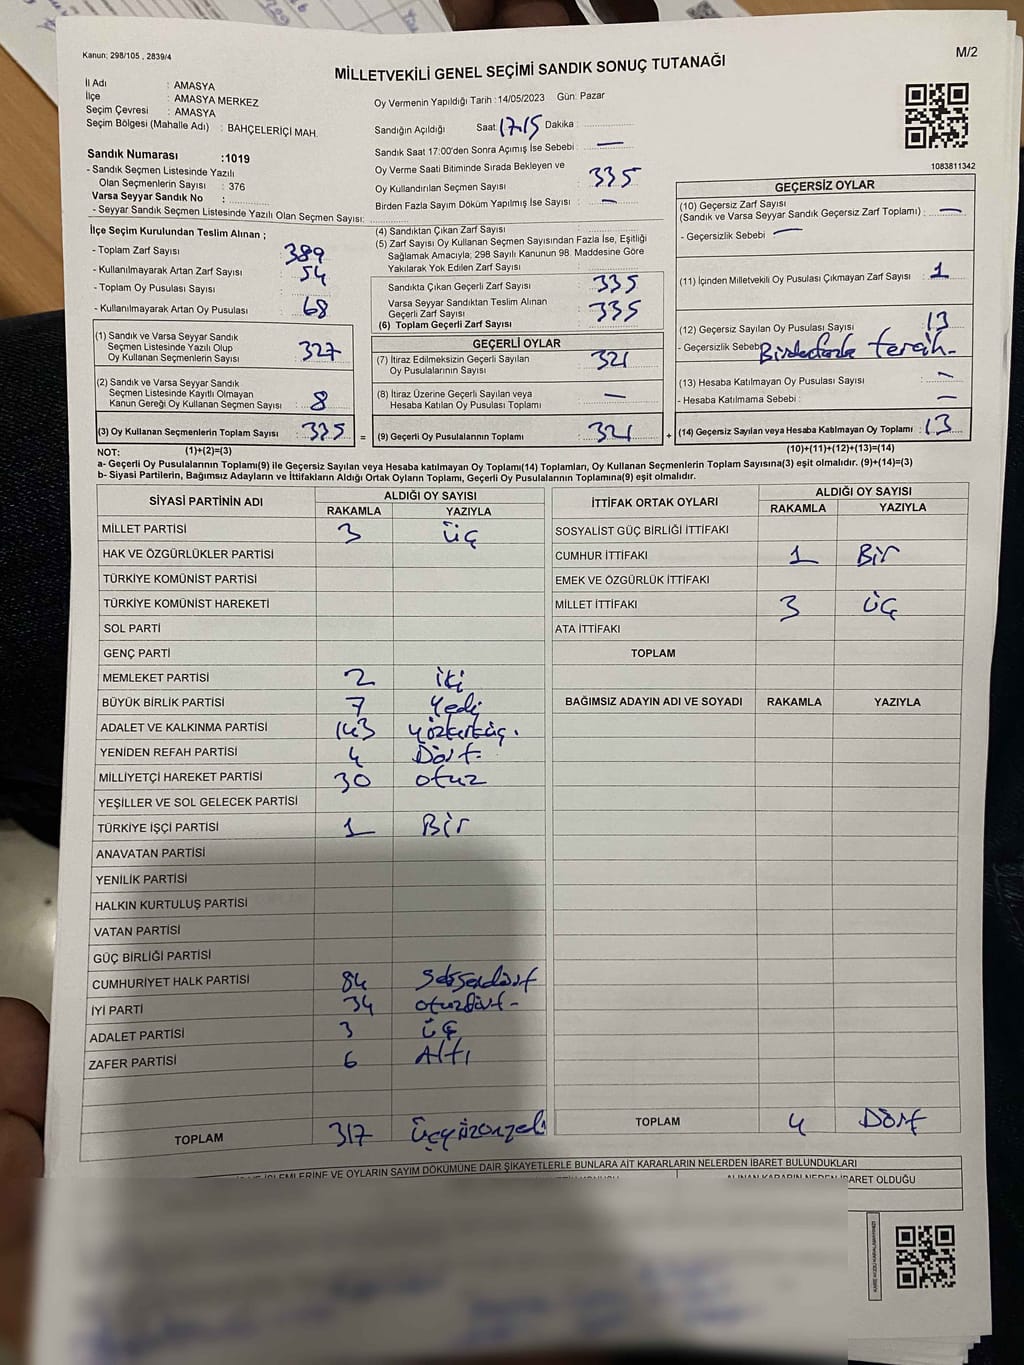 Kanun: 298/105 , 2839/4
M/2
MİLLETVEKİLİ GENEL SEÇİMİ SANDIK SONUÇ TUTANAĞI
İl Adı : AMASYA
İlçe : AMASYA MERKEZ
Seçim Çevresi : AMASYA
Seçim Bölgesi (Mahalle Adı) : BAHÇELERİÇİ MAH.
Sandık Numarası :1019
- Sandık Seçmen Listesinde Yazılı
Olan Seçmenlerin Sayısı : 376
Varsa Seyyar Sandık No :
- Seyyar Sandık Seçmen Listesinde Yazılı Olan Seçmen Sayısı:
Oy Vermenin Yapıldığı Tarih :14/05/2023 Gün: Pazar
Sandığın Açıldığı Saat 1715 Dakika :
Sandık Saat 17:00'den Sonra Açımış İse Sebebi : —
Oy Verme Saati Bitiminde Sırada Bekleyen ve
Oy Kullandırılan Seçmen Sayısı : 335
Birden Fazla Sayım Döküm Yapılmış İse Sayısı : —
1083811342
İlçe Seçim Kurulundan Teslim Alınan ;
- Toplam Zarf Sayısı 389
- Kullanılmayarak Artan Zarf Sayısı : 54
- Toplam Oy Pusulası Sayısı :
- Kullanılmayarak Artan Oy Pusulası : 68
(1) Sandık ve Varsa Seyyar Sandık
Seçmen Listesinde Yazılı Olup
Oy Kullanan Seçmenlerin Sayısı : 327
(2) Sandık ve Varsa Seyyar Sandık
Seçmen Listesinde Kayıtlı Olmayan
Kanun Gereği Oy Kullanan Seçmen Sayısı : 8
(3) Oy Kullanan Seçmenlerin Toplam Sayısı : 335
(1)+(2)=(3)
(4) Sandıktan Çıkan Zarf Sayısı :
(5) Zarf Sayısı Oy Kullanan Seçmen Sayısından Fazla İse, Eşitliği
Sağlamak Amacıyla; 298 Sayılı Kanunun 98. Maddesine Göre
Yakılarak Yok Edilen Zarf Sayısı :
Sandıkta Çıkan Geçerli Zarf Sayısı : 335
Varsa Seyyar Sandıktan Teslim Alınan
Geçerli Zarf Sayısı : 335
(6) Toplam Geçerli Zarf Sayısı :
GEÇERLİ OYLAR
(7) İtiraz Edilmeksizin Geçerli Sayılan
Oy Pusulalarının Sayısı : 321
(8) İtiraz Üzerine Geçerli Sayılan veya
Hesaba Katılan Oy Pusulası Toplamı : —
= (9) Geçerli Oy Pusulalarının Toplamı : 321 +
GEÇERSİZ OYLAR
(10) Geçersiz Zarf Sayısı
(Sandık ve Varsa Seyyar Sandık Geçersiz Zarf Toplamı) : —
- Geçersizlik Sebebi —
(11) İçinden Milletvekili Oy Pusulası Çıkmayan Zarf Sayısı : 1
(12) Geçersiz Sayılan Oy Pusulası Sayısı : 13
- Geçersizlik Sebebi Birdenfazla tercih-
(13) Hesaba Katılmayan Oy Pusulası Sayısı : —
- Hesaba Katılmama Sebebi : —
(14) Geçersiz Sayılan veya Hesaba Katılmayan Oy Toplamı : 13
(10)+(11)+(12)+(13)=(14)
NOT:
a- Geçerli Oy Pusulalarının Toplamı(9) ile Geçersiz Sayılan veya Hesaba katılmayan Oy Toplamı(14) Toplamları, Oy Kullanan Seçmenlerin Toplam Sayısına(3) eşit olmalıdır. (9)+(14)=(3)
b- Siyasi Partilerin, Bağımsız Adayların ve İttifakların Aldığı Ortak Oyların Toplamı, Geçerli Oy Pusulalarının Toplamına(9) eşit olmalıdır.
SİYASİ PARTİNİN ADI ALDIĞI OY SAYISI
RAKAMLA YAZIYLA
MİLLET PARTİSİ 3 üç
HAK VE ÖZGÜRLÜKLER PARTİSİ
TÜRKİYE KOMÜNİST PARTİSİ
TÜRKİYE KOMÜNİST HAREKETİ
SOL PARTİ
GENÇ PARTİ
MEMLEKET PARTİSİ 2 iki
BÜYÜK BİRLİK PARTİSİ 7 Yedi
ADALET VE KALKINMA PARTİSİ 143 yüzkırküç.
YENİDEN REFAH PARTİSİ 4 Dört-
MİLLİYETÇİ HAREKET PARTİSİ 30 otuz
YEŞİLLER VE SOL GELECEK PARTİSİ
TÜRKİYE İŞÇİ PARTİSİ 1 Bir
ANAVATAN PARTİSİ
YENİLİK PARTİSİ
HALKIN KURTULUŞ PARTİSİ
VATAN PARTİSİ
GÜÇ BİRLİĞİ PARTİSİ
CUMHURİYET HALK PARTİSİ 84 seksendört
İYİ PARTİ 34 otuzdört-
ADALET PARTİSİ 3 üç
ZAFER PARTİSİ 6 Altı
TOPLAM 317 üçyüzonyedi
İTTİFAK ORTAK OYLARI ALDIĞI OY SAYISI
RAKAMLA YAZIYLA
SOSYALİST GÜÇ BİRLİĞİ İTTİFAKI
CUMHUR İTTİFAKI 1 Bir
EMEK VE ÖZGÜRLÜK İTTİFAKI
MİLLET İTTİFAKI 3 üç
ATA İTTİFAKI
TOPLAM
BAĞIMSIZ ADAYIN ADI VE SOYADI RAKAMLA YAZIYLA
TOPLAM 4 Dört
İŞLEMLERİNE VE OYLARIN SAYIM DÖKÜMÜNE DAİR ŞİKAYETLERLE BUNLARA AİT KARARLARIN NELERDEN İBARET BULUNDUKLARI
ALINAN KARARIN NEDEN İBARET OLDUĞU